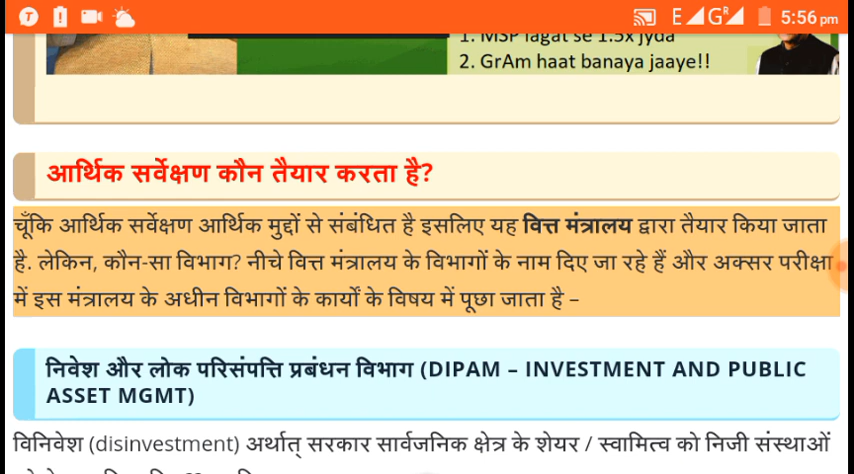 E G R 5:56 pm
1. MSP lagat se 1.5x jyda
2. GrAm haat banaya jaaye!!
आर्थिक सर्वेक्षण कौन तैयार करता है?
चूँकि आर्थिक सर्वेक्षण आर्थिक मुद्दों से संबंधित है इसलिए यह वित्त मंत्रालय द्वारा तैयार किया जाता
है. लेकिन, कौन-सा विभाग? नीचे वित्त मंत्रालय के विभागों के नाम दिए जा रहे हैं और अक्सर परीक्षा
में इस मंत्रालय के अधीन विभागों के कार्यों के विषय में पूछा जाता है –
निवेश और लोक परिसंपत्ति प्रबंधन विभाग (DIPAM – INVESTMENT AND PUBLIC
ASSET MGMT)
विनिवेश (disinvestment) अर्थात् सरकार सार्वजनिक क्षेत्र के शेयर / स्वामित्व को निजी संस्थाओं